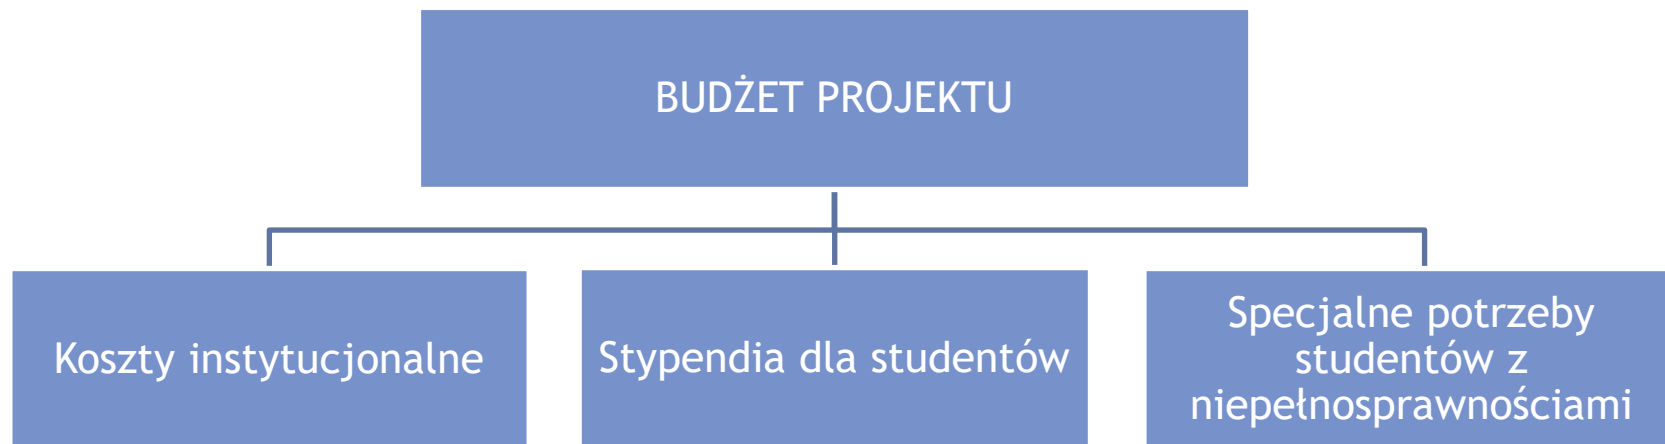 BUDŻET PROJEKTU
Koszty instytucjonalne
Stypendia dla studentów
Specjalne potrzeby
studentów z
niepełnosprawnościami